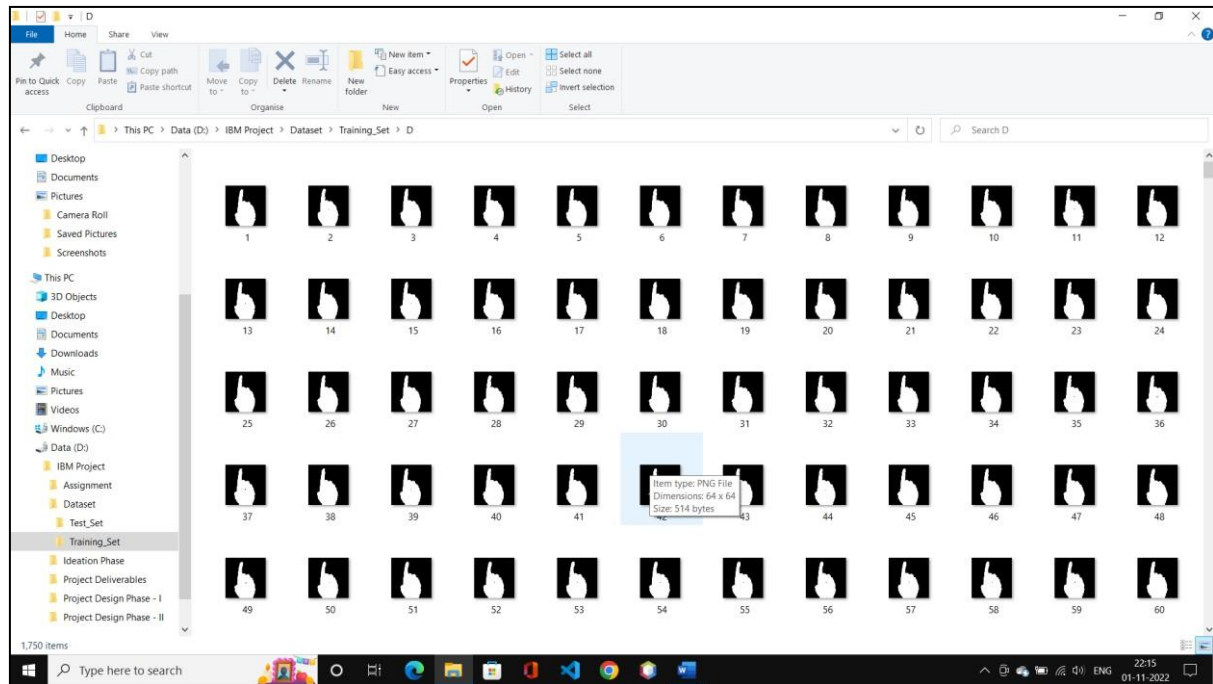 D
File Home Share View
Pin to Quick access
Copy
Paste
Cut
Copy path
Paste shortcut
Clipboard
Move to
Copy to
Delete
Rename
Organise
New folder
New item
Easy access
New
Properties
Open
Edit
History
Open
Select all
Select none
Invert selection
Select
This PC > Data (D:) > IBM Project > Dataset > Training_Set > D
Search D
Desktop
Documents
Pictures
Camera Roll
Saved Pictures
Screenshots
This PC
3D Objects
Desktop
Documents
Downloads
Music
Pictures
Videos
Windows (C:)
Data (D:)
IBM Project
Assignment
Dataset
Test_Set
Training_Set
Ideation Phase
Project Deliverables
Project Design Phase - I
Project Design Phase - II
1 2 3 4 5 6 7 8 9 10 11 12
13 14 15 16 17 18 19 20 21 22 23 24
25 26 27 28 29 30 31 32 33 34 35 36
Item type: PNG File
Dimensions: 64 x 64
Size: 514 bytes
37 38 39 40 41 42 43 44 45 46 47 48
49 50 51 52 53 54 55 56 57 58 59 60
1,750 items
Type here to search
ENG
22:15
01-11-2022